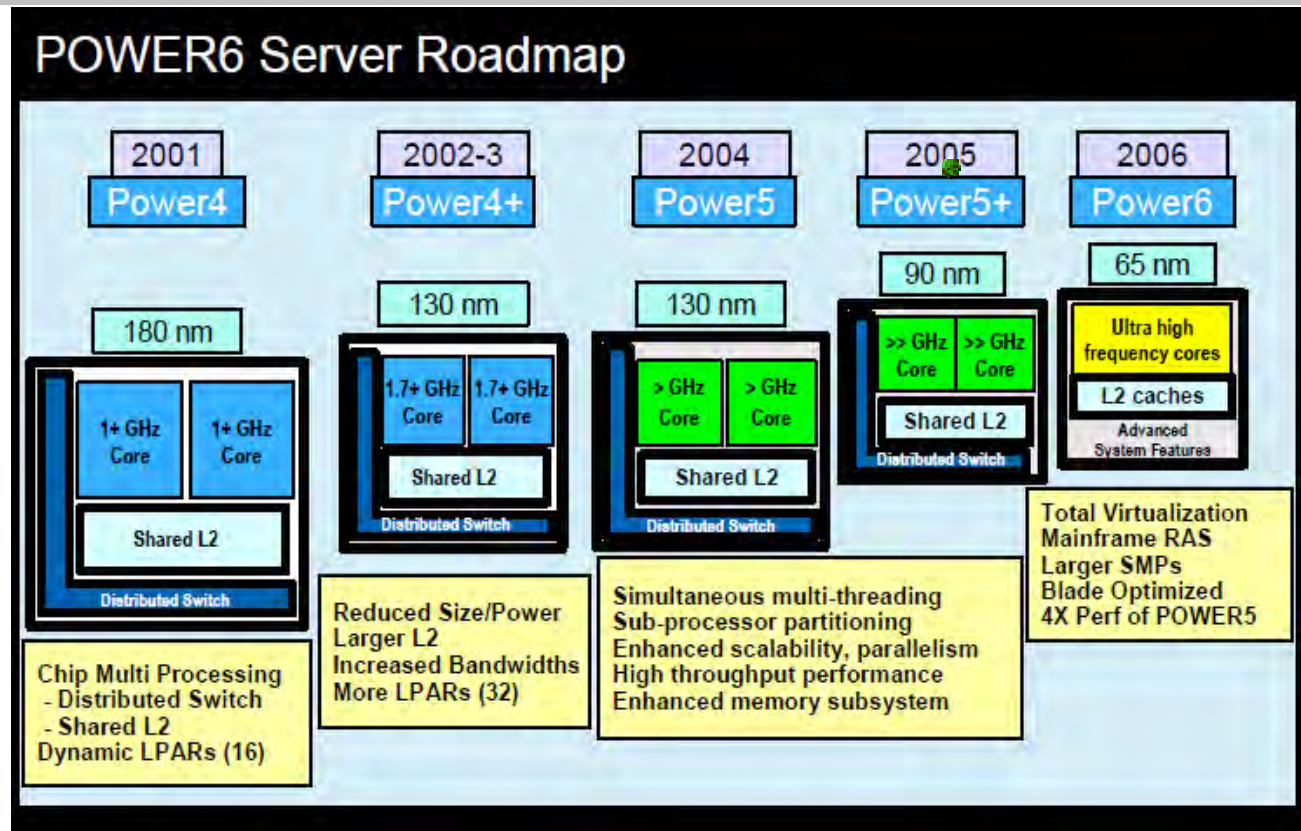 POWER6 Server Roadmap
2001
Power4
180 nm
1+ GHz
Core
1+ GHz
Core
Shared L2
Distributed Switch
Chip Multi Processing
- Distributed Switch
- Shared L2
Dynamic LPARs (16)
2002-3
Power4+
130 nm
1.7+ GHz
Core
1.7+ GHz
Core
Shared L2
Distributed Switch
Reduced Size/Power
Larger L2
Increased Bandwidths
More LPARs (32)
2004
Power5
130 nm
> GHz
Core
> GHz
Core
Shared L2
Distributed Switch
2005
Power5+
90 nm
>> GHz
Core
>> GHz
Core
Shared L2
Distributed Switch
Simultaneous multi-threading
Sub-processor partitioning
Enhanced scalability, parallelism
High throughput performance
Enhanced memory subsystem
2006
Power6
65 nm
Ultra high
frequency cores
L2 caches
Advanced
System Features
Total Virtualization
Mainframe RAS
Larger SMPs
Blade Optimized
4X Perf of POWER5